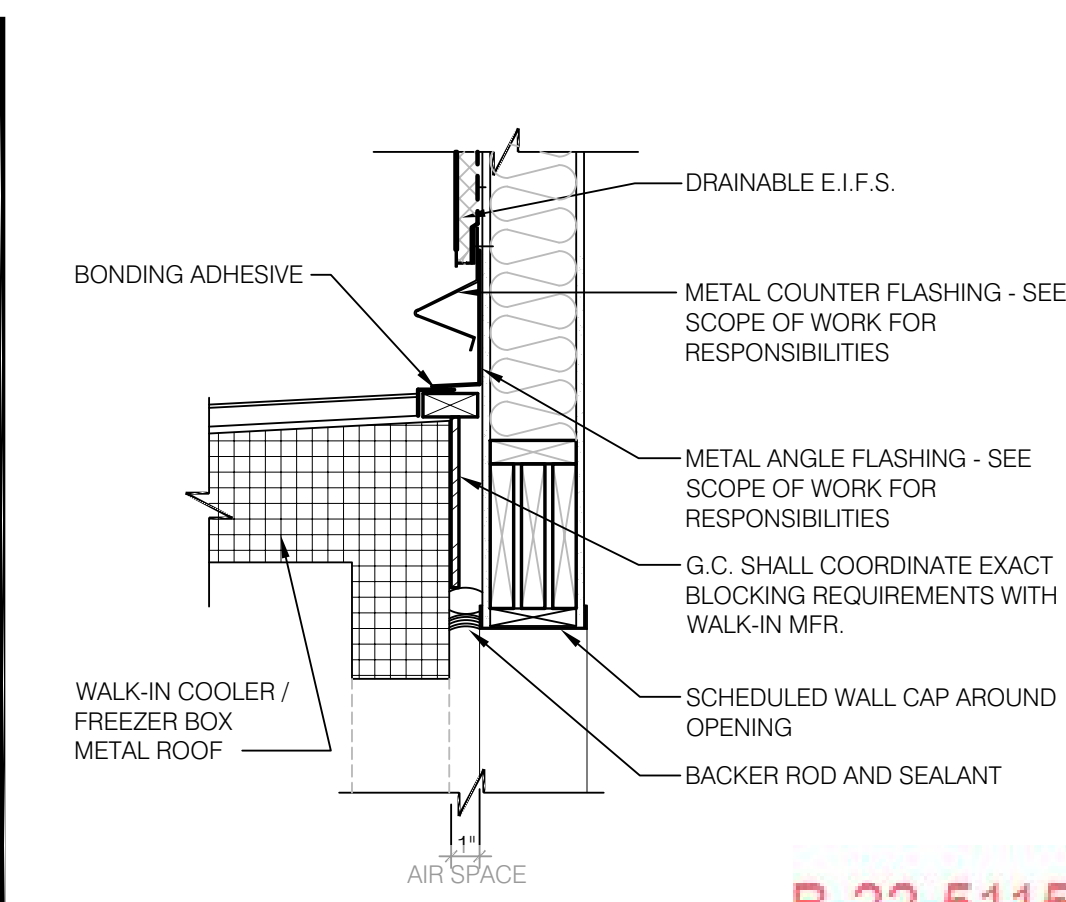 DRAINABLE E.I.F.S.
BONDING ADHESIVE
METAL COUNTER FLASHING - SEE
SCOPE OF WORK FOR
RESPONSIBILITIES
METAL ANGLE FLASHING - SEE
SCOPE OF WORK FOR
RESPONSIBILITIES
G.C. SHALL COORDINATE EXACT
BLOCKING REQUIREMENTS WITH
WALK-IN MFR.
WALK-IN COOLER /
FREEZER BOX
METAL ROOF
SCHEDULED WALL CAP AROUND
OPENING
BACKER ROD AND SEALANT
1"
AIR SPACE